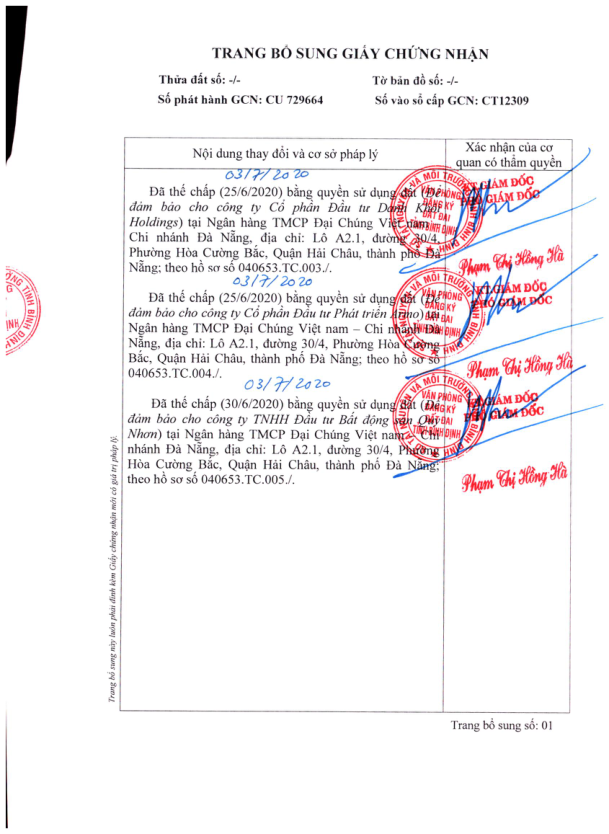 TRANG BỔ SUNG GIẤY CHỨNG NHẬN
Thửa đất số: -/-
Tờ bản đồ số: -/-
Số phát hành GCN: CU 729664
Số vào sổ cấp GCN: CT12309
Nội dung thay đổi và cơ sở pháp lý
Xác nhận của cơ
quan có thẩm quyền
03/7/2020
Đã thế chấp (25/6/2020) bằng quyền sử dụng đất (Để
đảm bảo cho công ty Cổ phần Đầu tư Danh Khôi
Holdings) tại Ngân hàng TMCP Đại Chúng Việt nam –
Chi nhánh Đà Nẵng, địa chỉ: Lô A2.1, đường 30/4,
Phường Hòa Cường Bắc, Quận Hải Châu, thành phố Đà
Nẵng; theo hồ sơ số 040653.TC.003./.
KT.GIÁM ĐỐC
PHÓ GIÁM ĐỐC
Phạm Thị Hồng Hà
03/7/2020
Đã thế chấp (25/6/2020) bằng quyền sử dụng đất (Để
đảm bảo cho công ty Cổ phần Đầu tư Phát triển) tại
Ngân hàng TMCP Đại Chúng Việt nam – Chi nhánh Đà
Nẵng, địa chỉ: Lô A2.1, đường 30/4, Phường Hòa Cường
Bắc, Quận Hải Châu, thành phố Đà Nẵng; theo hồ sơ số
040653.TC.004./.
KT.GIÁM ĐỐC
PHÓ GIÁM ĐỐC
Phạm Thị Hồng Hà
03/7/2020
Đã thế chấp (30/6/2020) bằng quyền sử dụng đất (Để
đảm bảo cho công ty TNHH Đầu tư Bất động sản Quy
Nhơn) tại Ngân hàng TMCP Đại Chúng Việt nam – Chi
nhánh Đà Nẵng, địa chỉ: Lô A2.1, đường 30/4, Phường
Hòa Cường Bắc, Quận Hải Châu, thành phố Đà Nẵng;
theo hồ sơ số 040653.TC.005./.
KT.GIÁM ĐỐC
PHÓ GIÁM ĐỐC
Phạm Thị Hồng Hà
VĂN PHÒNG
ĐĂNG KÝ
ĐẤT ĐAI
TỈNH BÌNH ĐỊNH
Trang bổ sung này luôn phải đính kèm Giấy chứng nhận mới có giá trị pháp lý.
Trang bổ sung số: 01